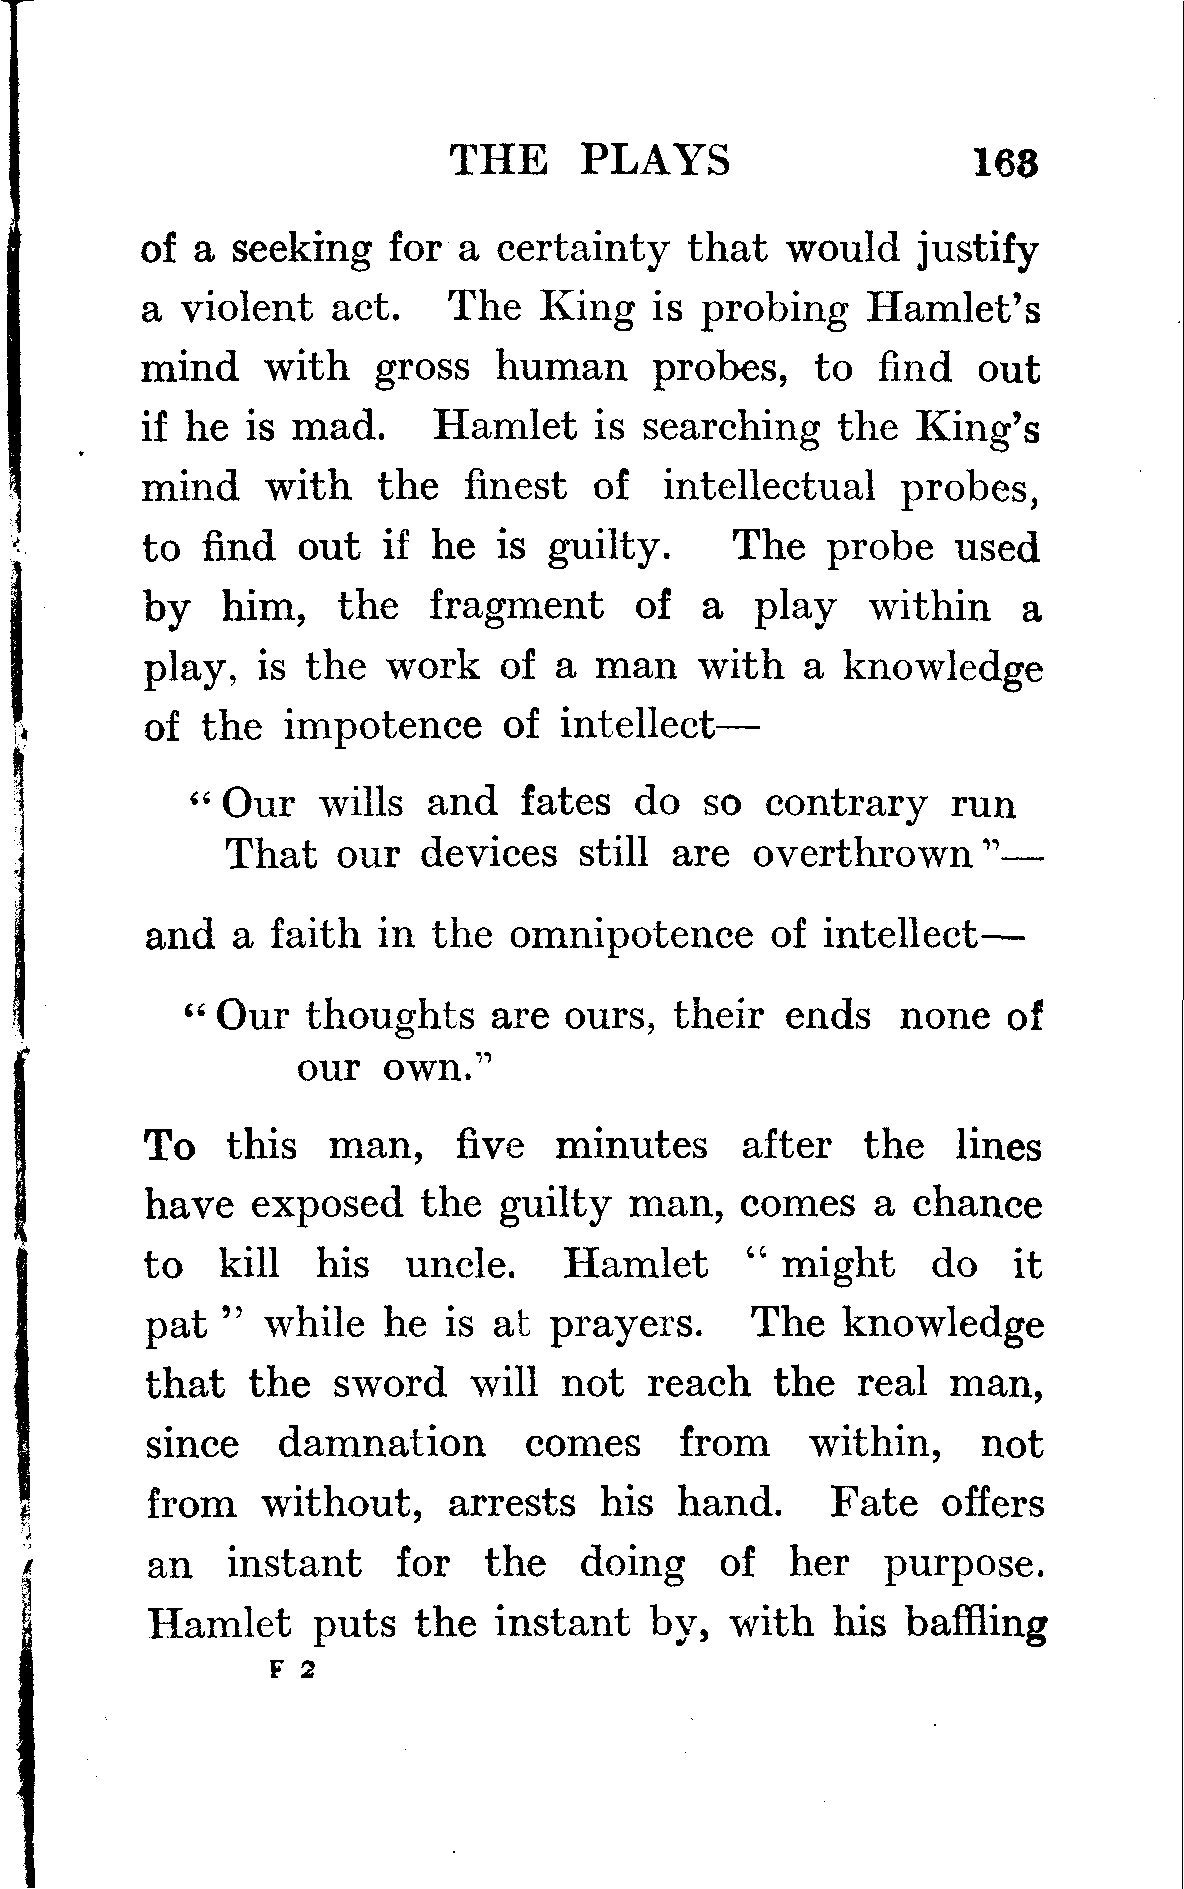 THE PLAYS 163
of a seeking for a certainty that would justify
a violent act. The King is probing Hamlet's
mind with gross human probes, to find out
if he is mad. Hamlet is searching the King's
mind with the finest of intellectual probes,
to find out if he is guilty. The probe used
by him, the fragment of a play within a
play, is the work of a man with a knowledge
of the impotence of intellect—
“ Our wills and fates do so contrary run
That our devices still are overthrown ”—
and a faith in the omnipotence of intellect—
“ Our thoughts are ours, their ends none of
our own.”
To this man, five minutes after the lines
have exposed the guilty man, comes a chance
to kill his uncle. Hamlet “ might do it
pat ” while he is at prayers. The knowledge
that the sword will not reach the real man,
since damnation comes from within, not
from without, arrests his hand. Fate offers
an instant for the doing of her purpose.
Hamlet puts the instant by, with his baffling
F 2